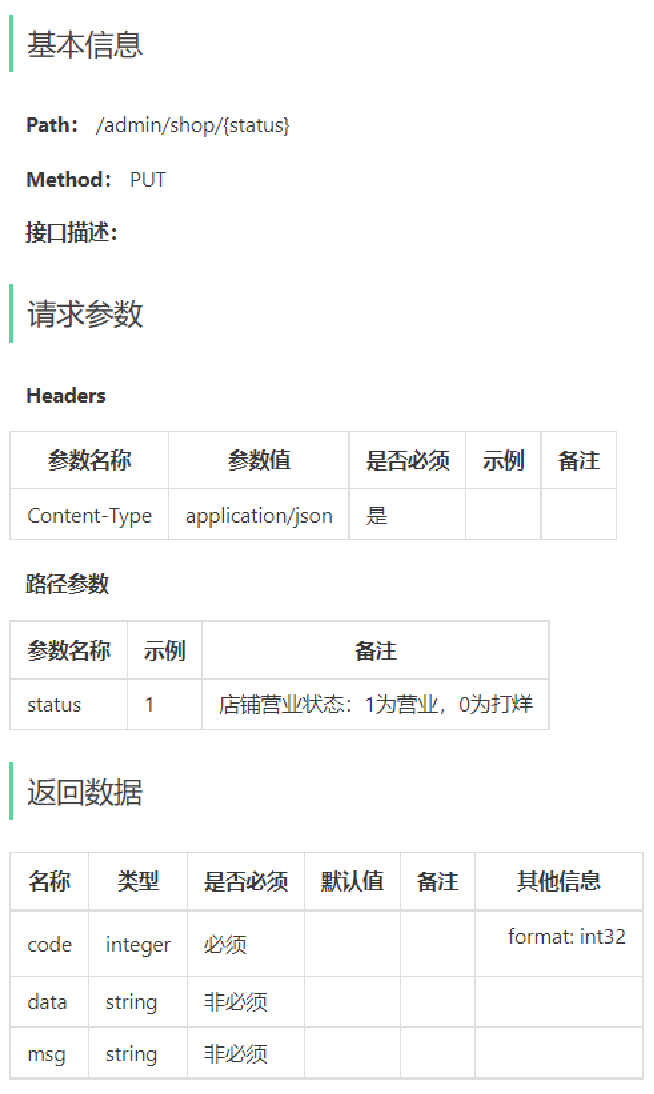 基本信息
Path： /admin/shop/{status}
Method： PUT
接口描述：
请求参数
Headers
参数名称 参数值 是否必须 示例 备注
Content-Type application/json 是
路径参数
参数名称 示例 备注
status 1 店铺营业状态：1为营业，0为打烊
返回数据
名称 类型 是否必须 默认值 备注 其他信息
code integer 必须 format: int32
data string 非必须
msg string 非必须